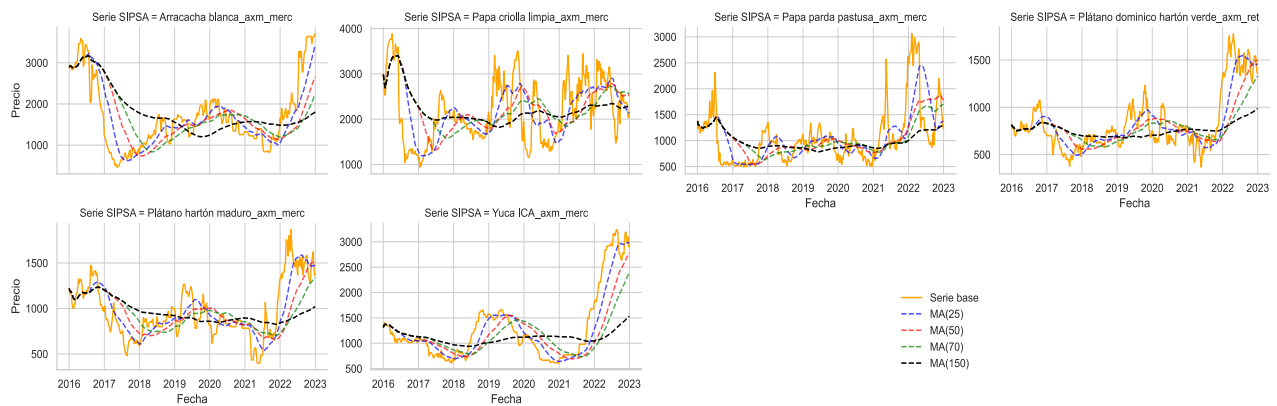 Serie SIPSA = Arracacha blanca_axm_merc
Serie SIPSA = Papa criolla limpia_axm_merc
Serie SIPSA = Papa parda pastusa_axm_merc
Serie SIPSA = Plátano dominico hartón verde_axm_ret
Precio
3000
2000
1000
4000
3000
2000
1000
3000
2500
2000
1500
1000
500
1500
1000
500
2016 2017 2018 2019 2020 2021 2022 2023
Fecha
2016 2017 2018 2019 2020 2021 2022 2023
Fecha
Serie SIPSA = Plátano hartón maduro_axm_merc
Serie SIPSA = Yuca ICA_axm_merc
Precio
1500
1000
500
3000
2500
2000
1500
1000
500
2016 2017 2018 2019 2020 2021 2022 2023
Fecha
2016 2017 2018 2019 2020 2021 2022 2023
Fecha
Serie base
MA(25)
MA(50)
MA(70)
MA(150)